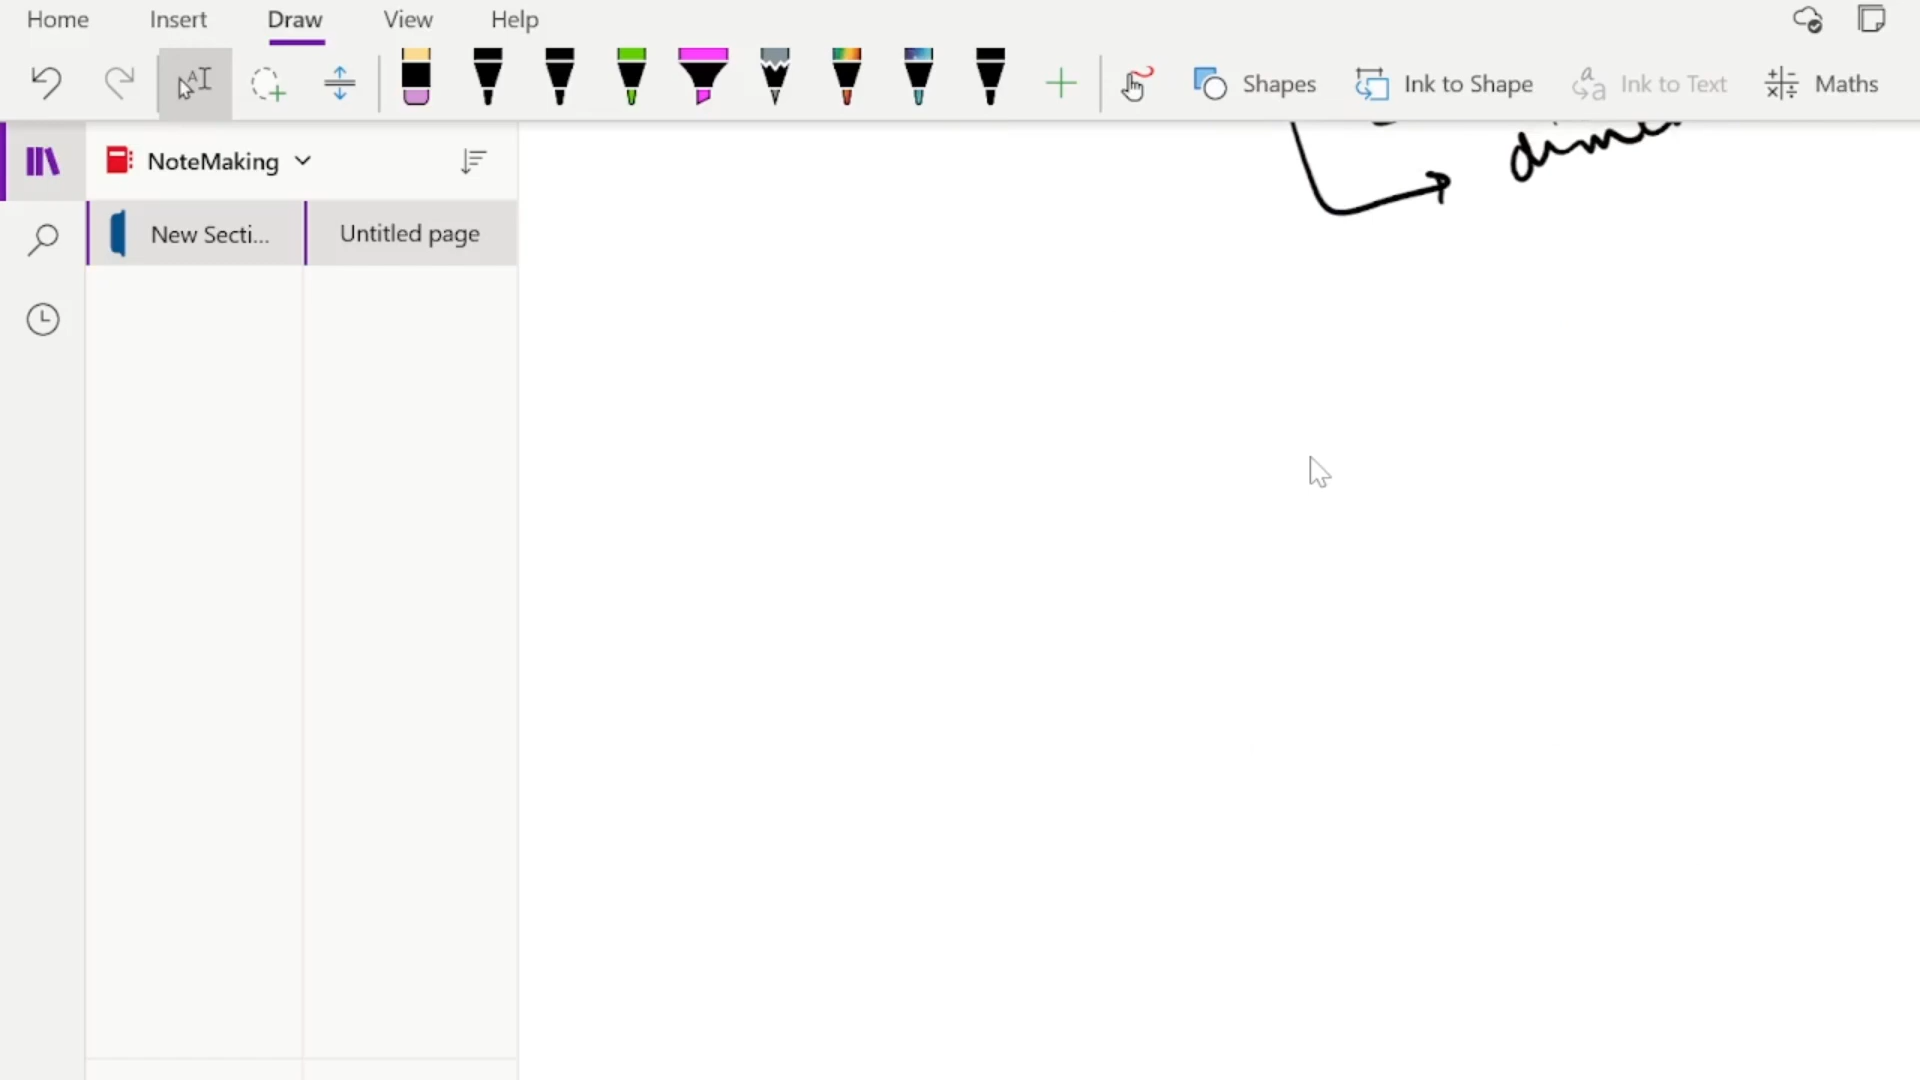 Home Insert Draw View Help
Shapes Ink to Shape Ink to Text Maths
NoteMaking
New Secti... Untitled page